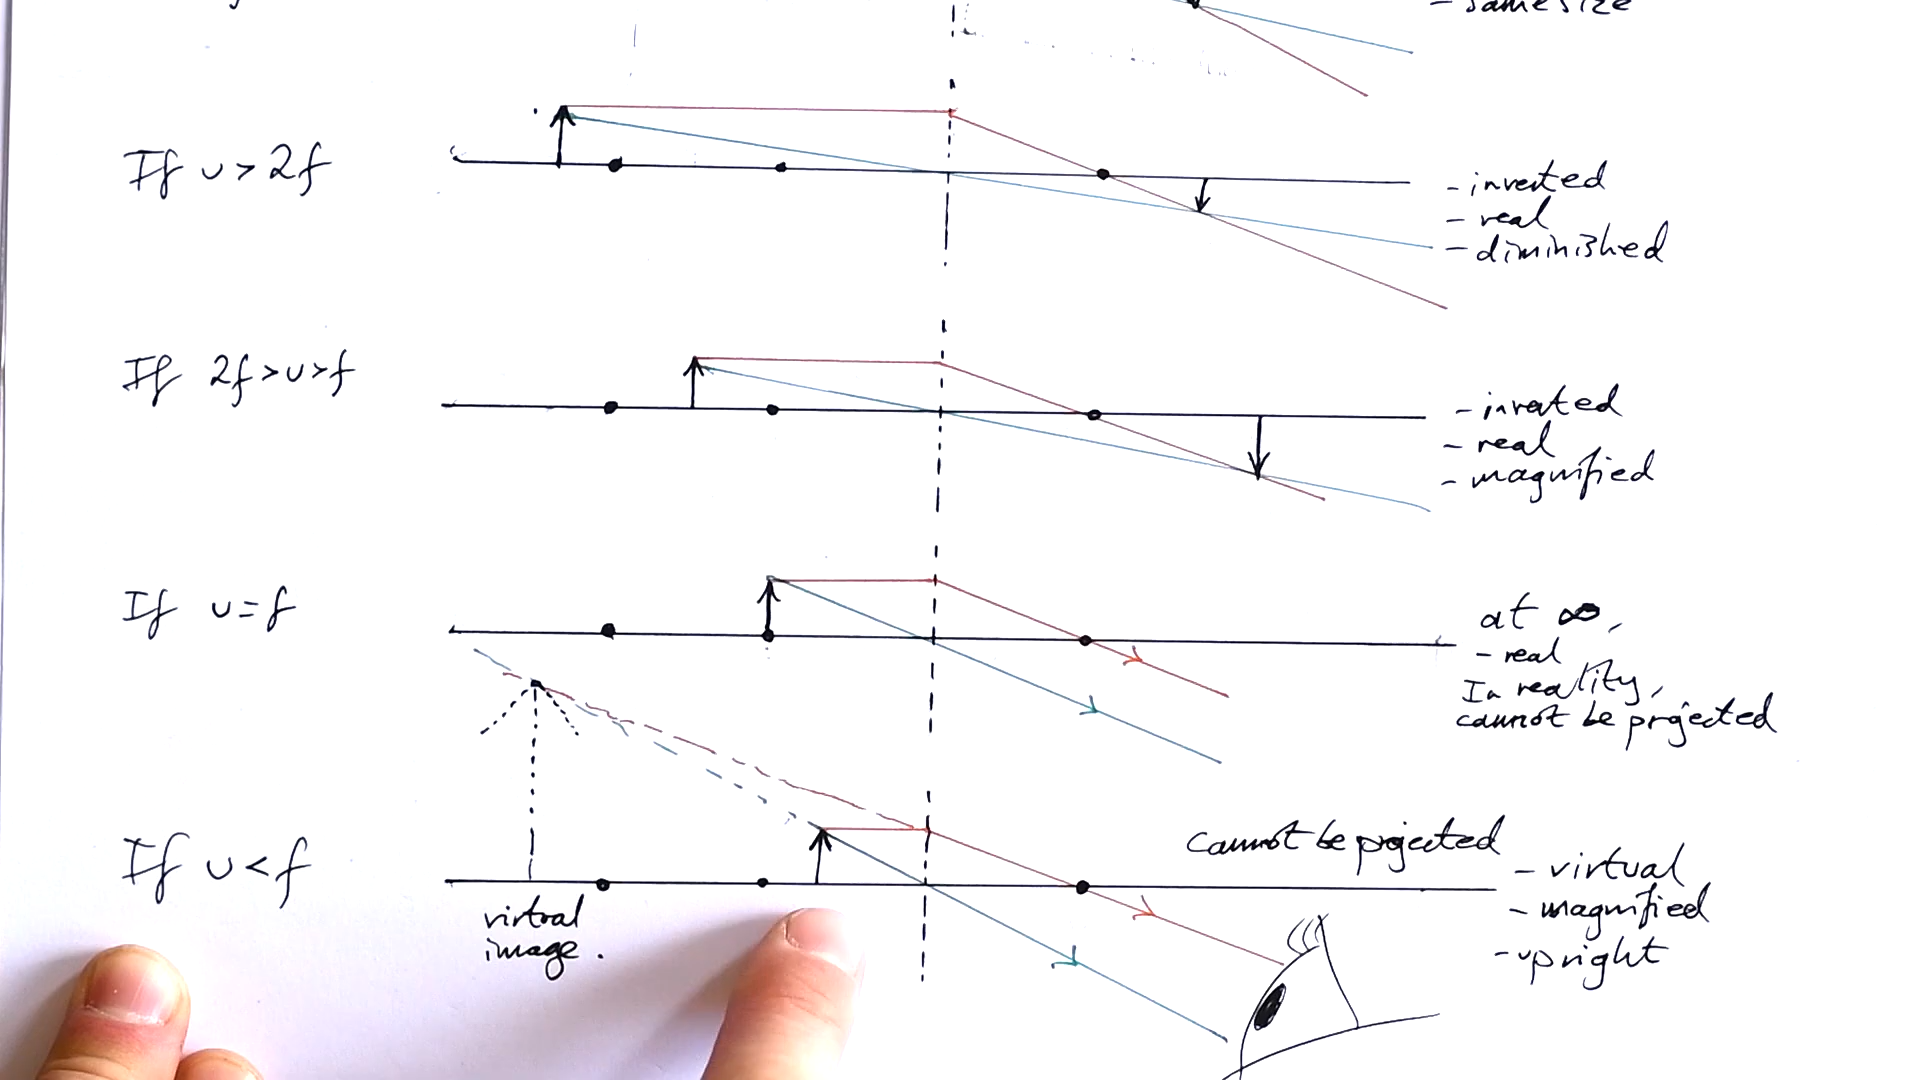 - same size
If u > 2f
- inverted
- real
- diminished
If 2f > u > f
- inverted
- real
- magnified
If u = f
at ∞,
- real
In reality,
cannot be projected
If u < f
cannot be projected
- virtual
- magnified
- upright
virtual
image.